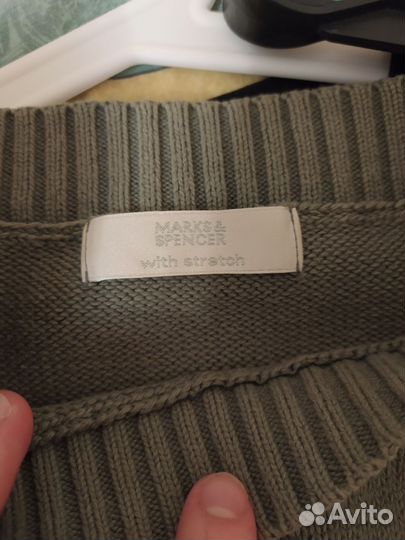 MARKS &
SPENCER
with stretch
Avito